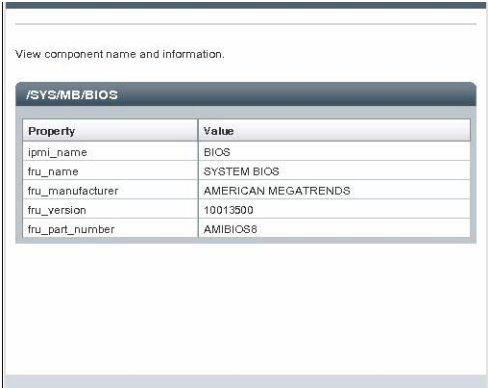 View component name and information.
/SYS/MB/BIOS
Property Value
ipmi_name BIOS
fru_name SYSTEM BIOS
fru_manufacturer AMERICAN MEGATRENDS
fru_version 10013500
fru_part_number AMIBIOS8